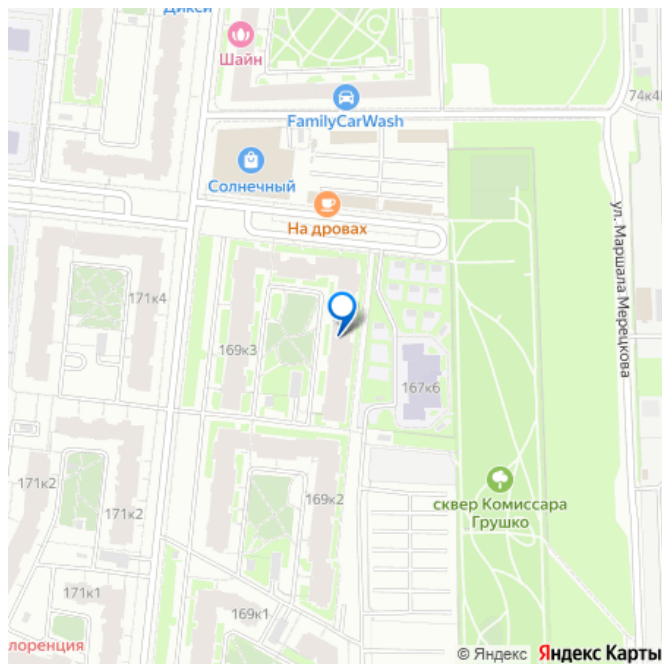 Дикси
Шайн
74к4
FamilyCarWash
Солнечный
На дровах
ул. Маршала Мерецкова
171к4
169к3
167к6
сквер Комиссара
Грушко
171к2
171к2
169к2
171к1
169к1
лоренция
© Яндекс Яндекс Карты